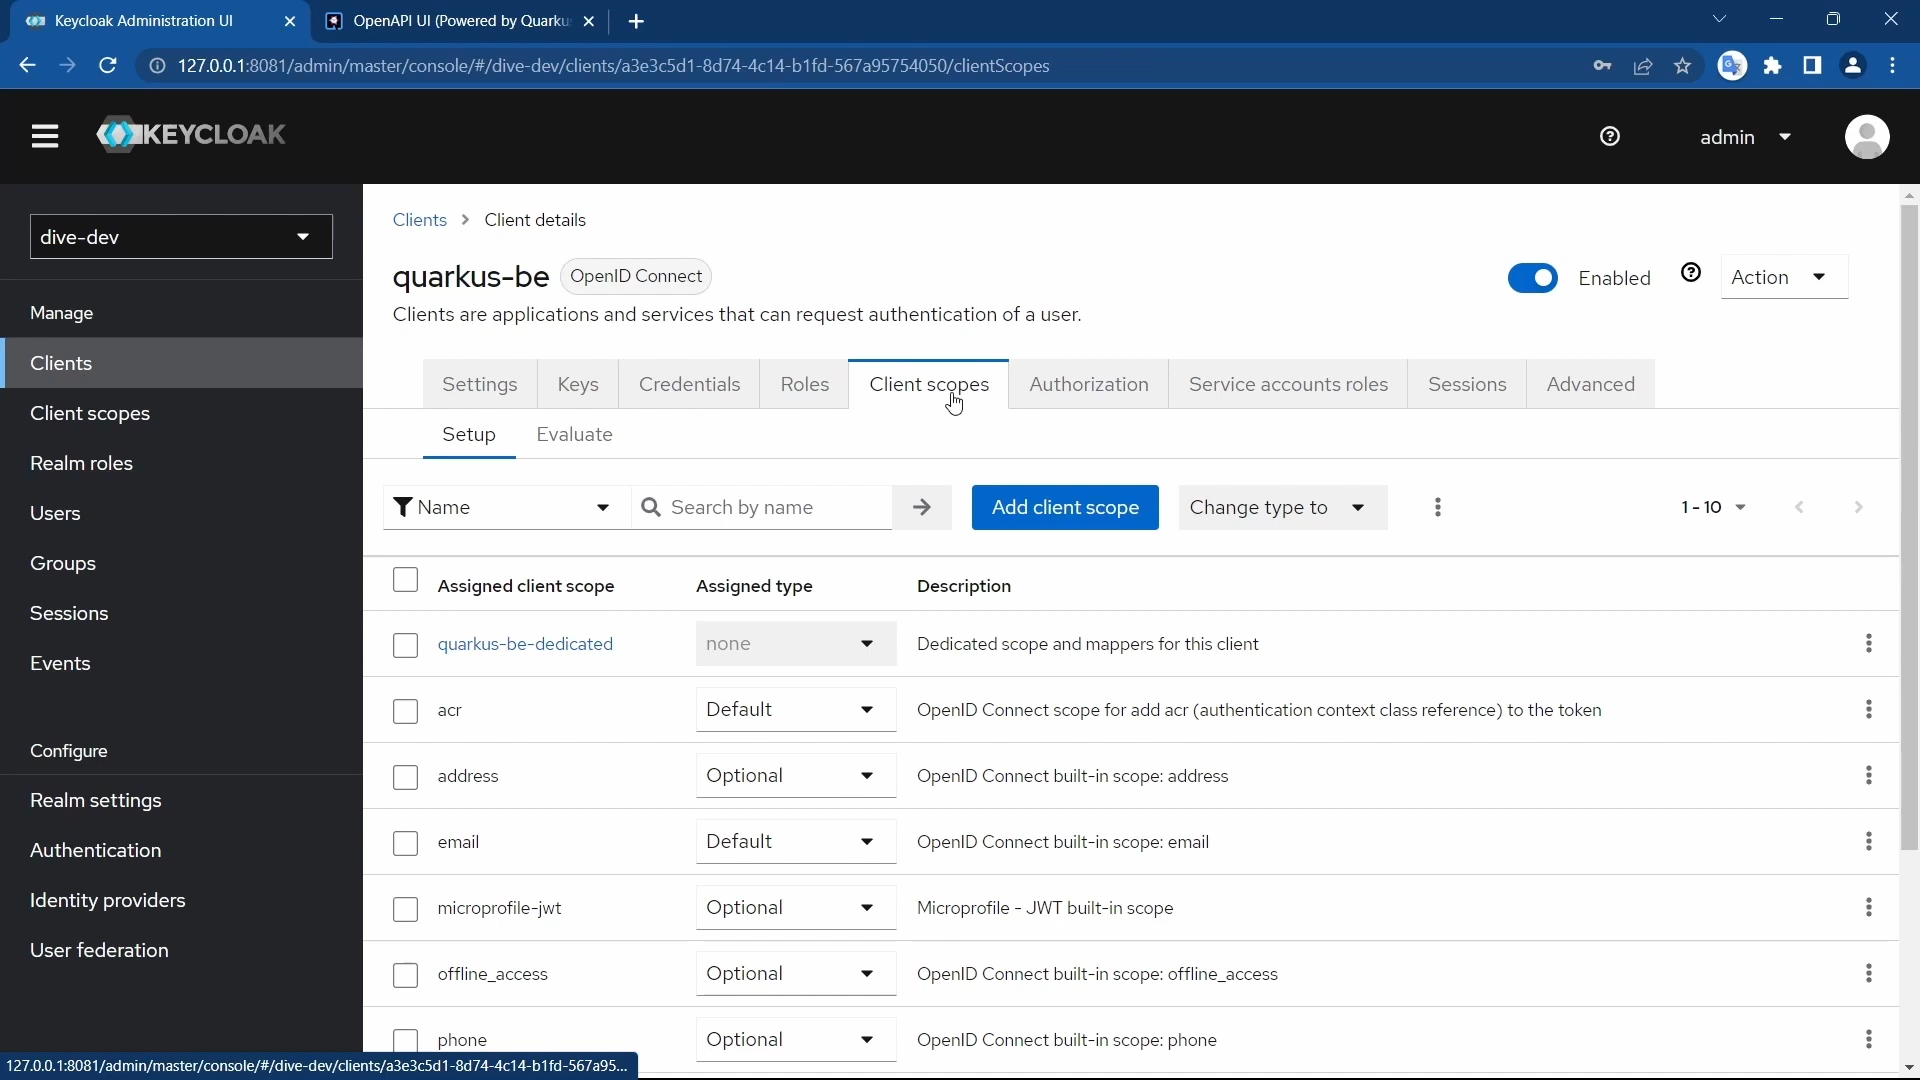 Keycloak Administration UI
OpenAPI UI (Powered by Quarku
127.0.0.1:8081/admin/master/console/#/dive-dev/clients/a3e3c5d1-8d74-4c14-b1fd-567a95754050/clientScopes
KEYCLOAK
admin
dive-dev
Manage
Clients
Client scopes
Realm roles
Users
Groups
Sessions
Events
Configure
Realm settings
Authentication
Identity providers
User federation
Clients > Client details
quarkus-be OpenID Connect
Enabled Action
Clients are applications and services that can request authentication of a user.
Settings Keys Credentials Roles Client scopes Authorization Service accounts roles Sessions Advanced
Setup Evaluate
Name Search by name Add client scope Change type to 1 - 10
Assigned client scope Assigned type Description
quarkus-be-dedicated none Dedicated scope and mappers for this client
acr Default OpenID Connect scope for add acr (authentication context class reference) to the token
address Optional OpenID Connect built-in scope: address
email Default OpenID Connect built-in scope: email
microprofile-jwt Optional Microprofile - JWT built-in scope
offline_access Optional OpenID Connect built-in scope: offline_access
phone Optional OpenID Connect built-in scope: phone
127.0.0.1:8081/admin/master/console/#/dive-dev/clients/a3e3c5d1-8d74-4c14-b1fd-567a95...